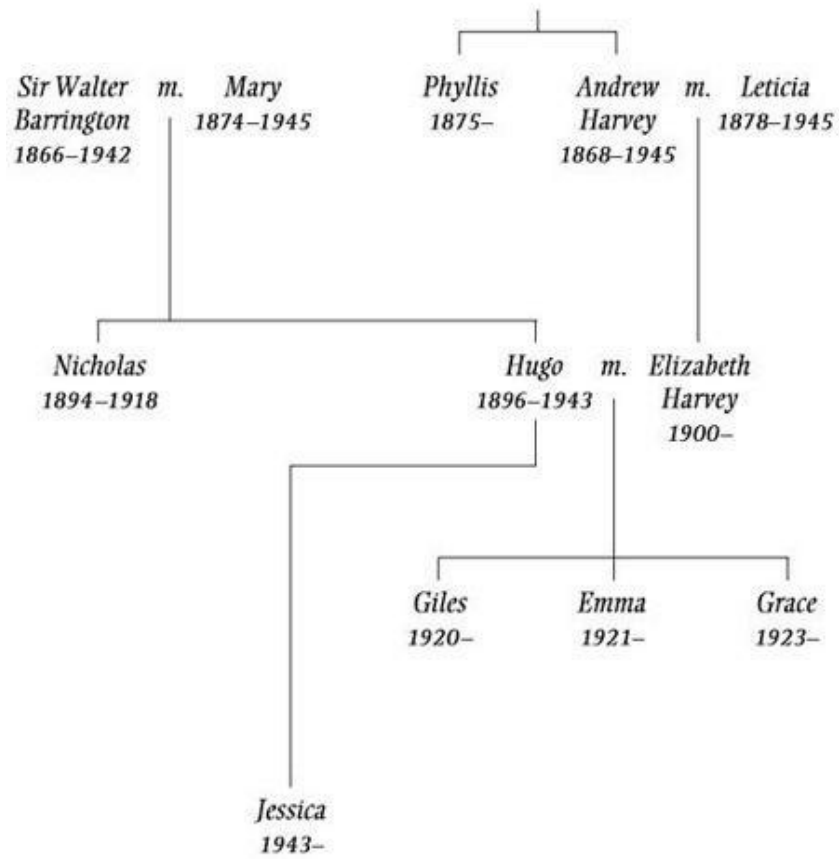 Sir Walter m. Mary Phyllis Andrew m. Leticia
Barrington 1874–1945 1875– Harvey 1878–1945
1866–1942 1868–1945
Nicholas Hugo m. Elizabeth
1894–1918 1896–1943 Harvey
1900–
Giles Emma Grace
1920– 1921– 1923–
Jessica
1943–